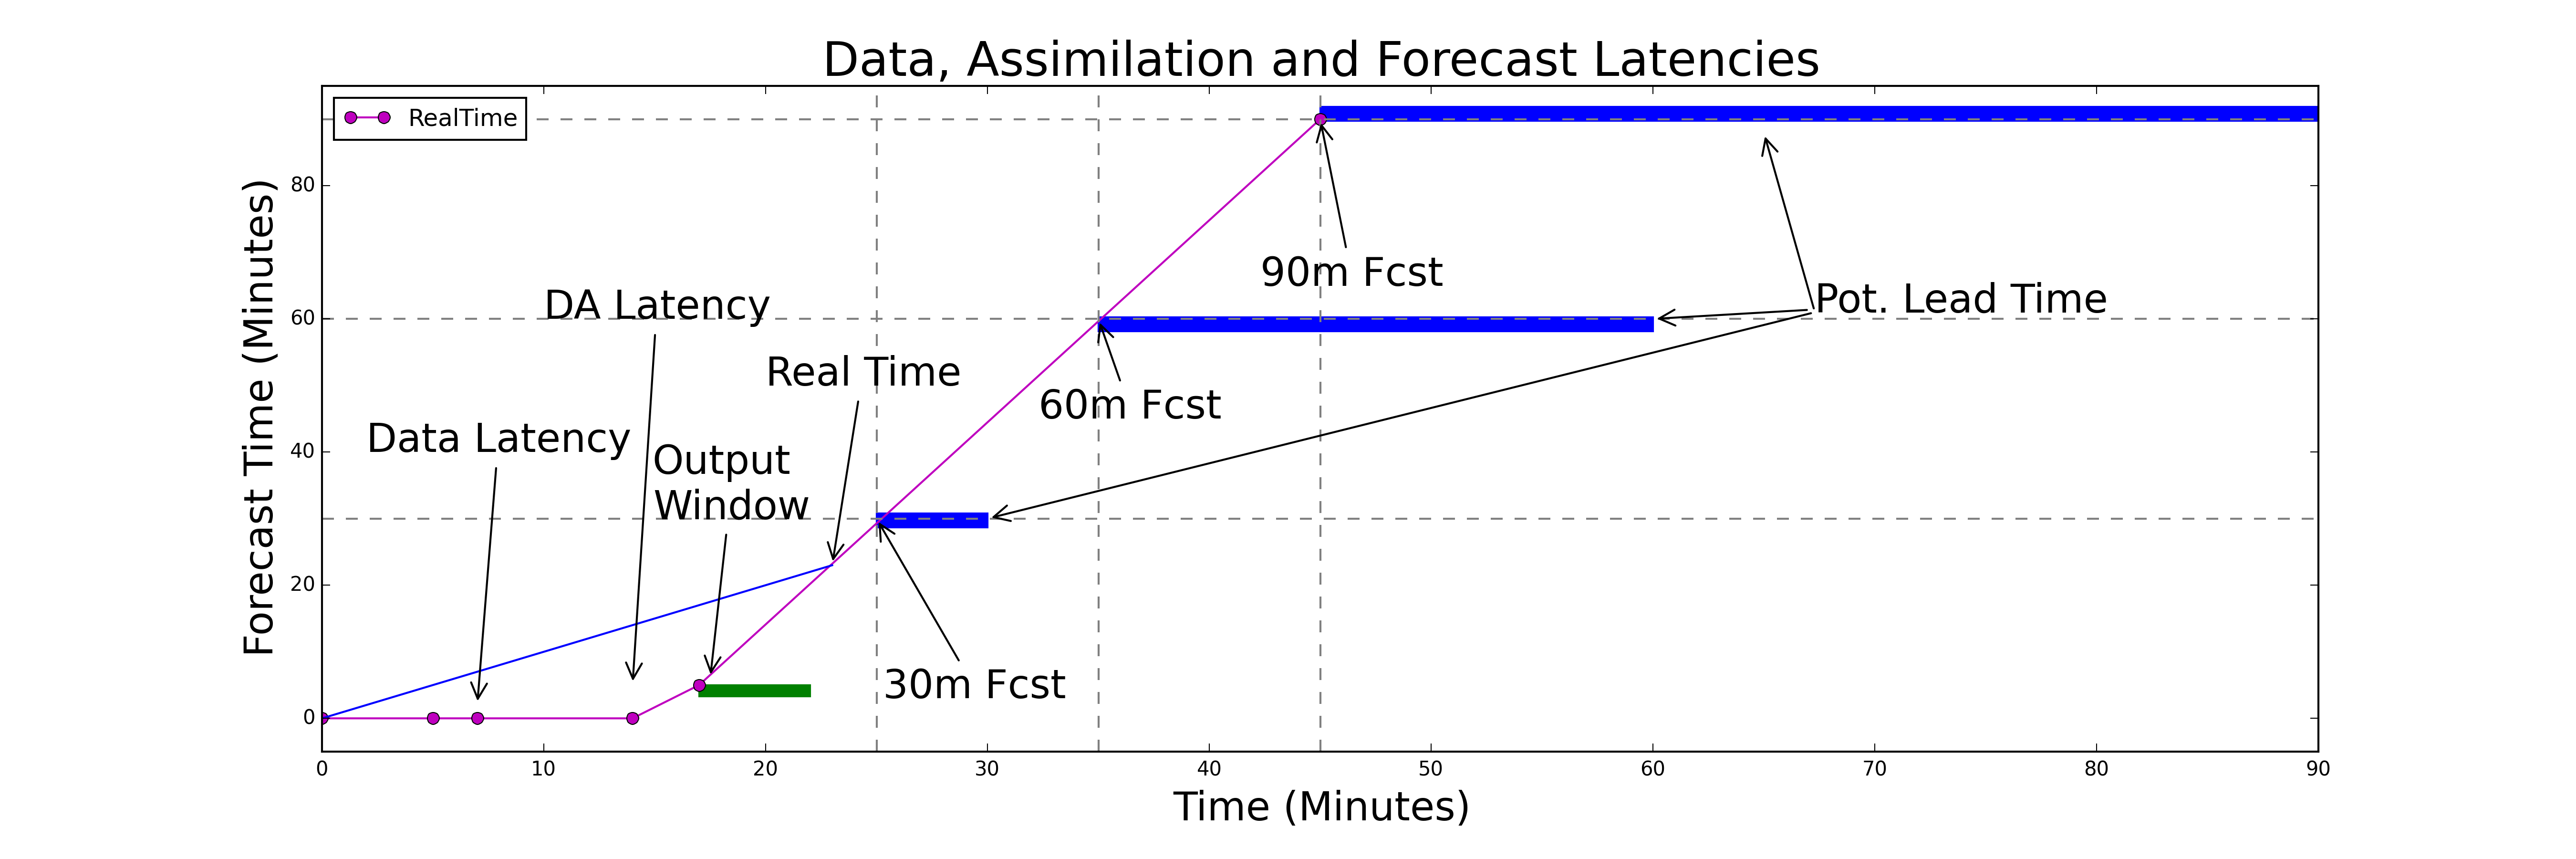 Data, Assimilation and Forecast Latencies
RealTime
Forecast Time (Minutes)
80
60
40
20
0
90m Fcst
DA Latency
Pot. Lead Time
Real Time
60m Fcst
Data Latency
Output
Window
30m Fcst
0 10 20 30 40 50 60 70 80 90
Time (Minutes)